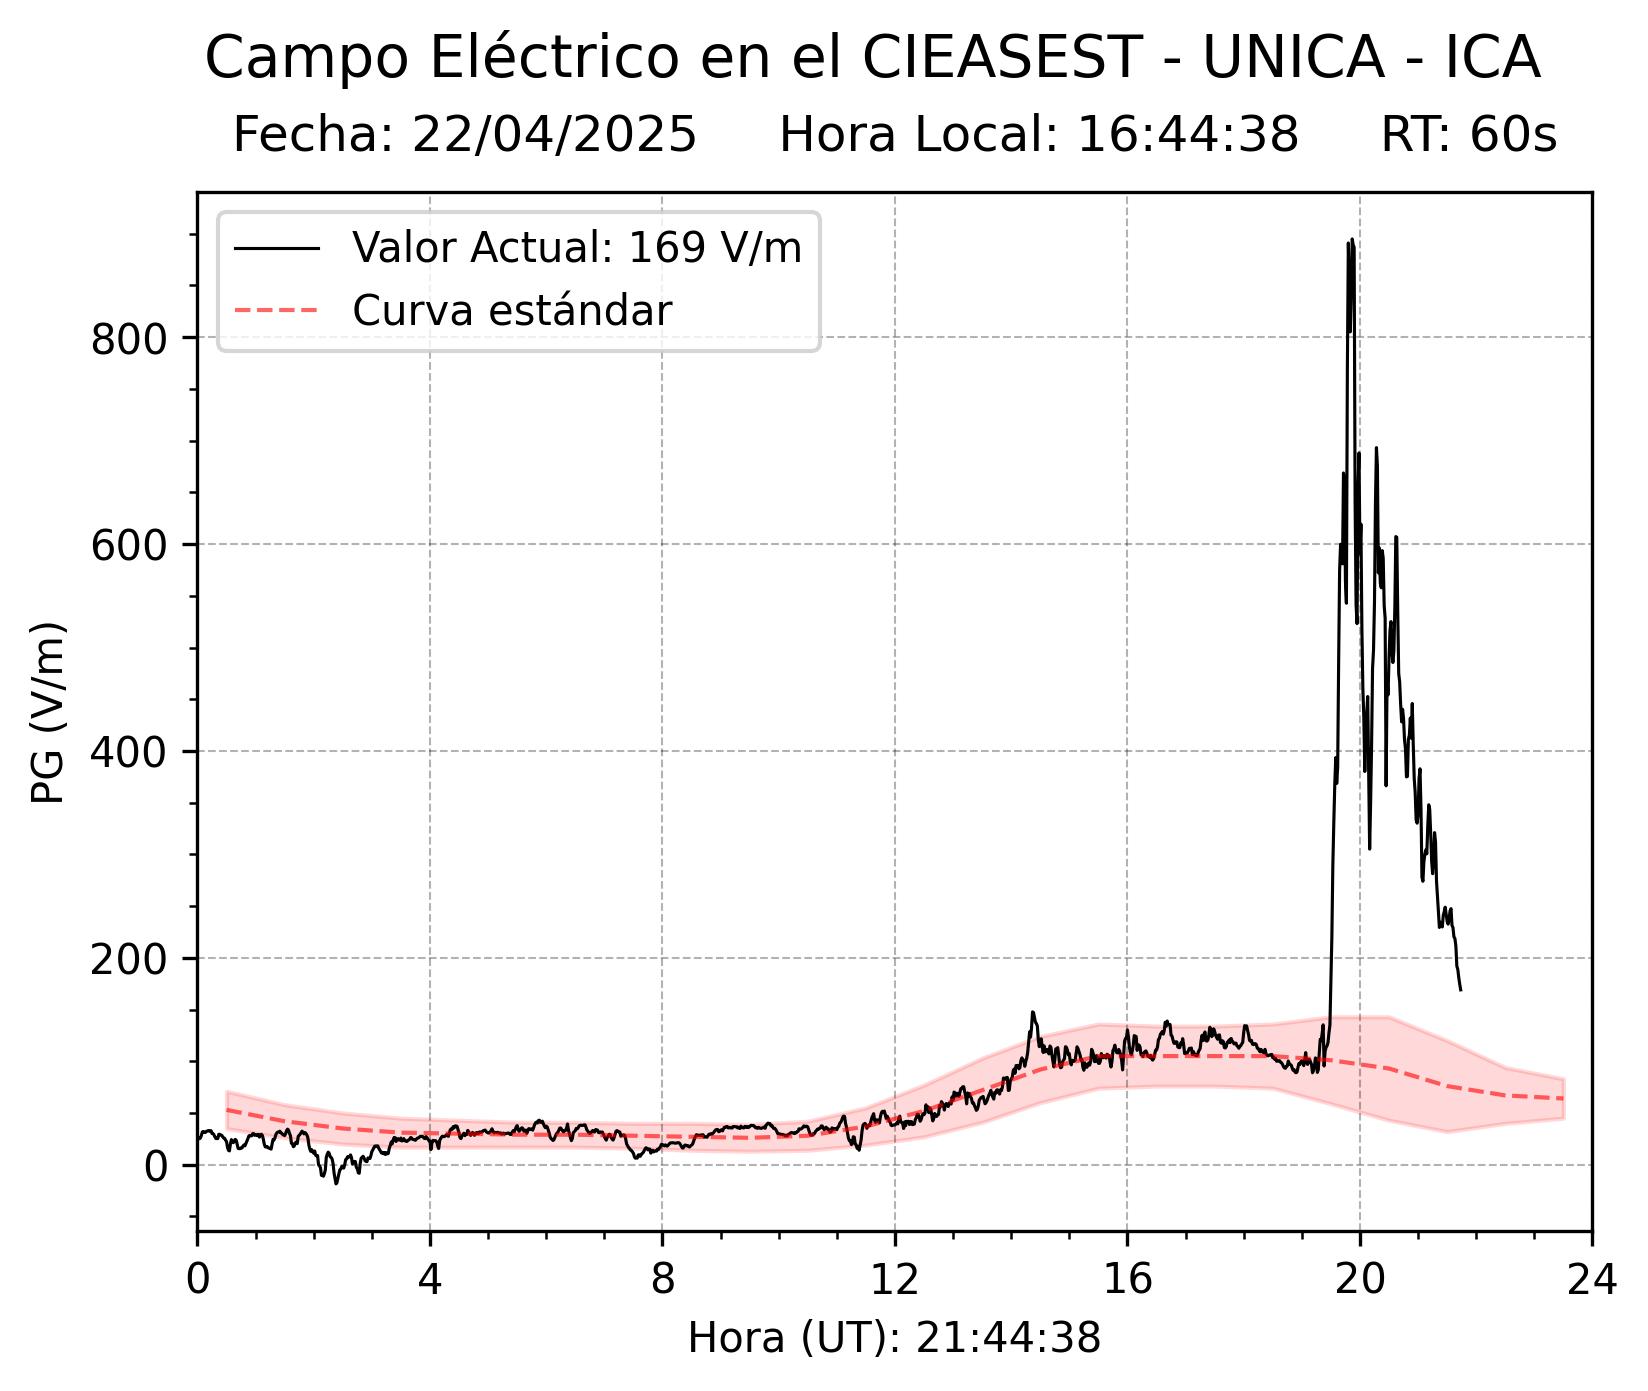 Campo Eléctrico en el CIEASEST - UNICA - ICA
Fecha: 22/04/2025 Hora Local: 16:44:38 RT: 60s
Valor Actual: 169 V/m
Curva estándar
800
600
400
200
0
PG (V/m)
0 4 8 12 16 20 24
Hora (UT): 21:44:38